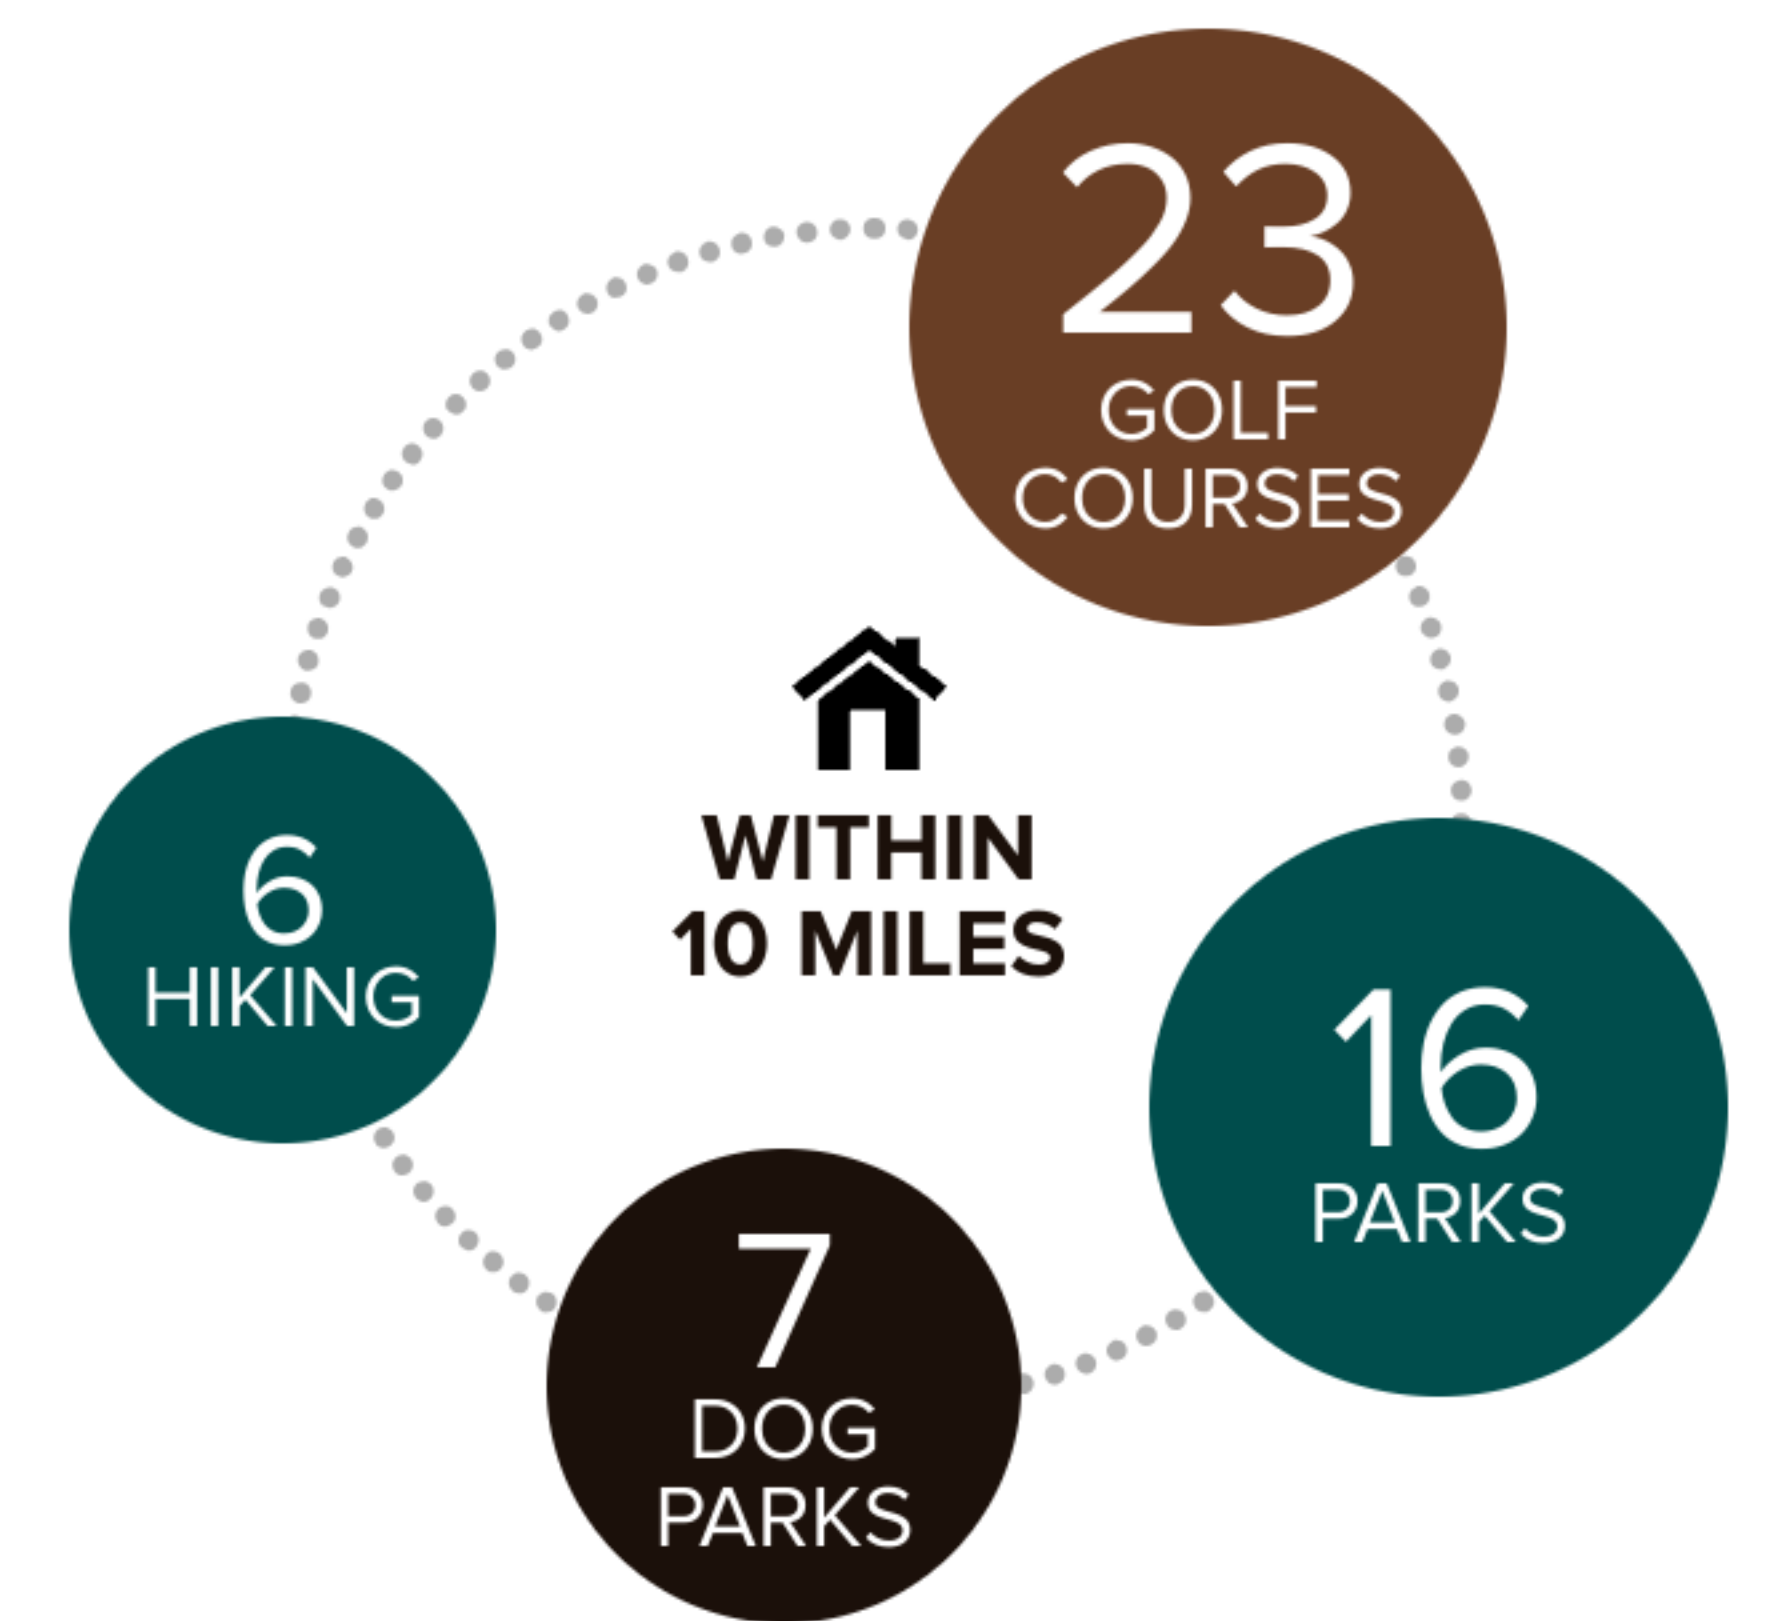 23
GOLF
COURSES
WITHIN
10 MILES
6
HIKING
16
PARKS
7
DOG
PARKS